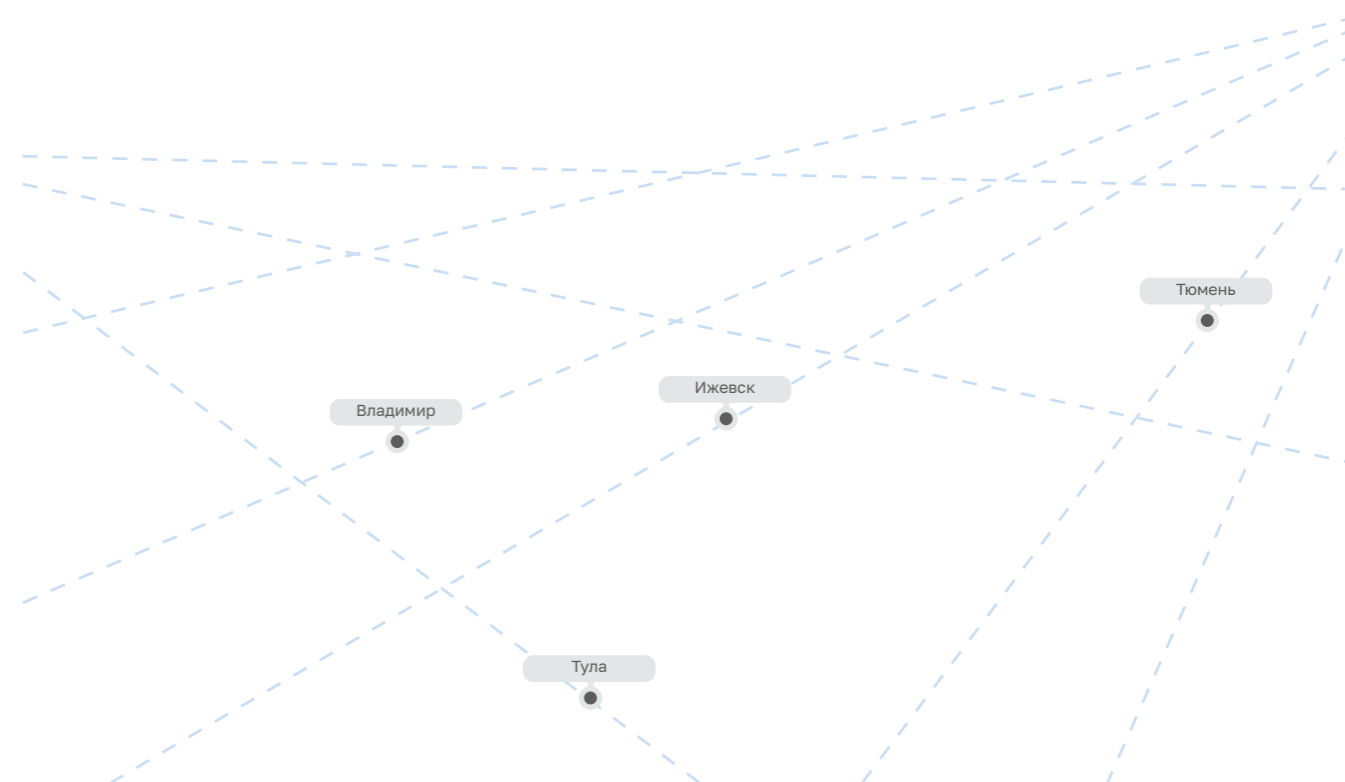 Тюмень
Ижевск
Владимир
Тула